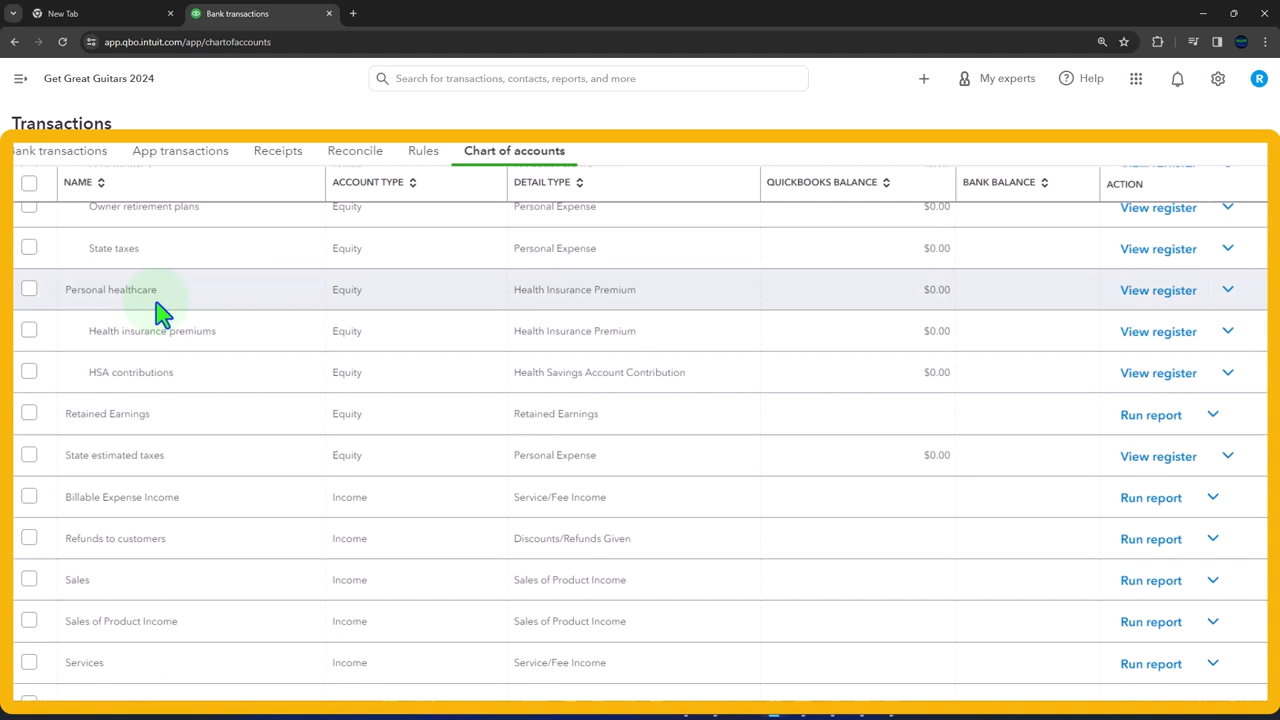 New Tab
Bank transactions
app.qbo.intuit.com/app/chartofaccounts
Get Great Guitars 2024
Search for transactions, contacts, reports, and more
My experts
Help
R
Transactions
Bank transactions App transactions Receipts Reconcile Rules Chart of accounts
NAME ACCOUNT TYPE DETAIL TYPE QUICKBOOKS BALANCE BANK BALANCE ACTION
Owner retirement plans Equity Personal Expense $0.00 View register
State taxes Equity Personal Expense $0.00 View register
Personal healthcare Equity Health Insurance Premium $0.00 View register
Health insurance premiums Equity Health Insurance Premium $0.00 View register
HSA contributions Equity Health Savings Account Contribution $0.00 View register
Retained Earnings Equity Retained Earnings Run report
State estimated taxes Equity Personal Expense $0.00 View register
Billable Expense Income Income Service/Fee Income Run report
Refunds to customers Income Discounts/Refunds Given Run report
Sales Income Sales of Product Income Run report
Sales of Product Income Income Sales of Product Income Run report
Services Income Service/Fee Income Run report